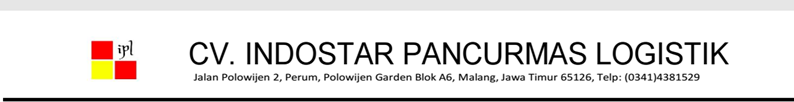 ipl
CV. INDOSTAR PANCURMAS LOGISTIK
Jalan Polowijen 2, Perum, Polowijen Garden Blok A6, Malang, Jawa Timur 65126, Telp: (0341)4381529